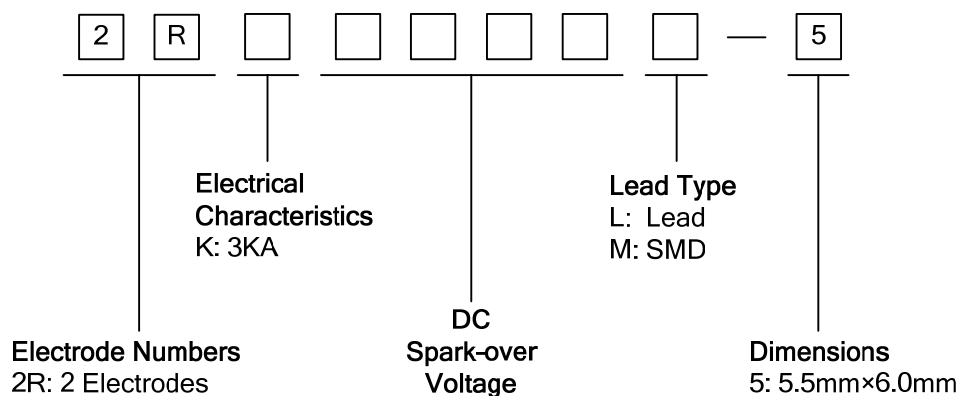 2 R — 5
Electrical
Characteristics
K: 3KA
Lead Type
L: Lead
M: SMD
DC
Spark-over
Voltage
Electrode Numbers
2R: 2 Electrodes
Dimensions
5: 5.5mm×6.0mm